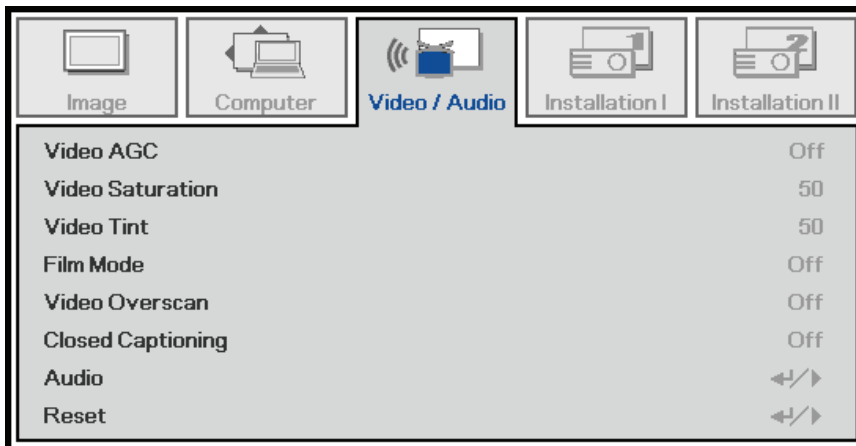 Image Computer Video / Audio Installation I Installation II
Video AGC Off
Video Saturation 50
Video Tint 50
Film Mode Off
Video Overscan Off
Closed Captioning Off
Audio
Reset